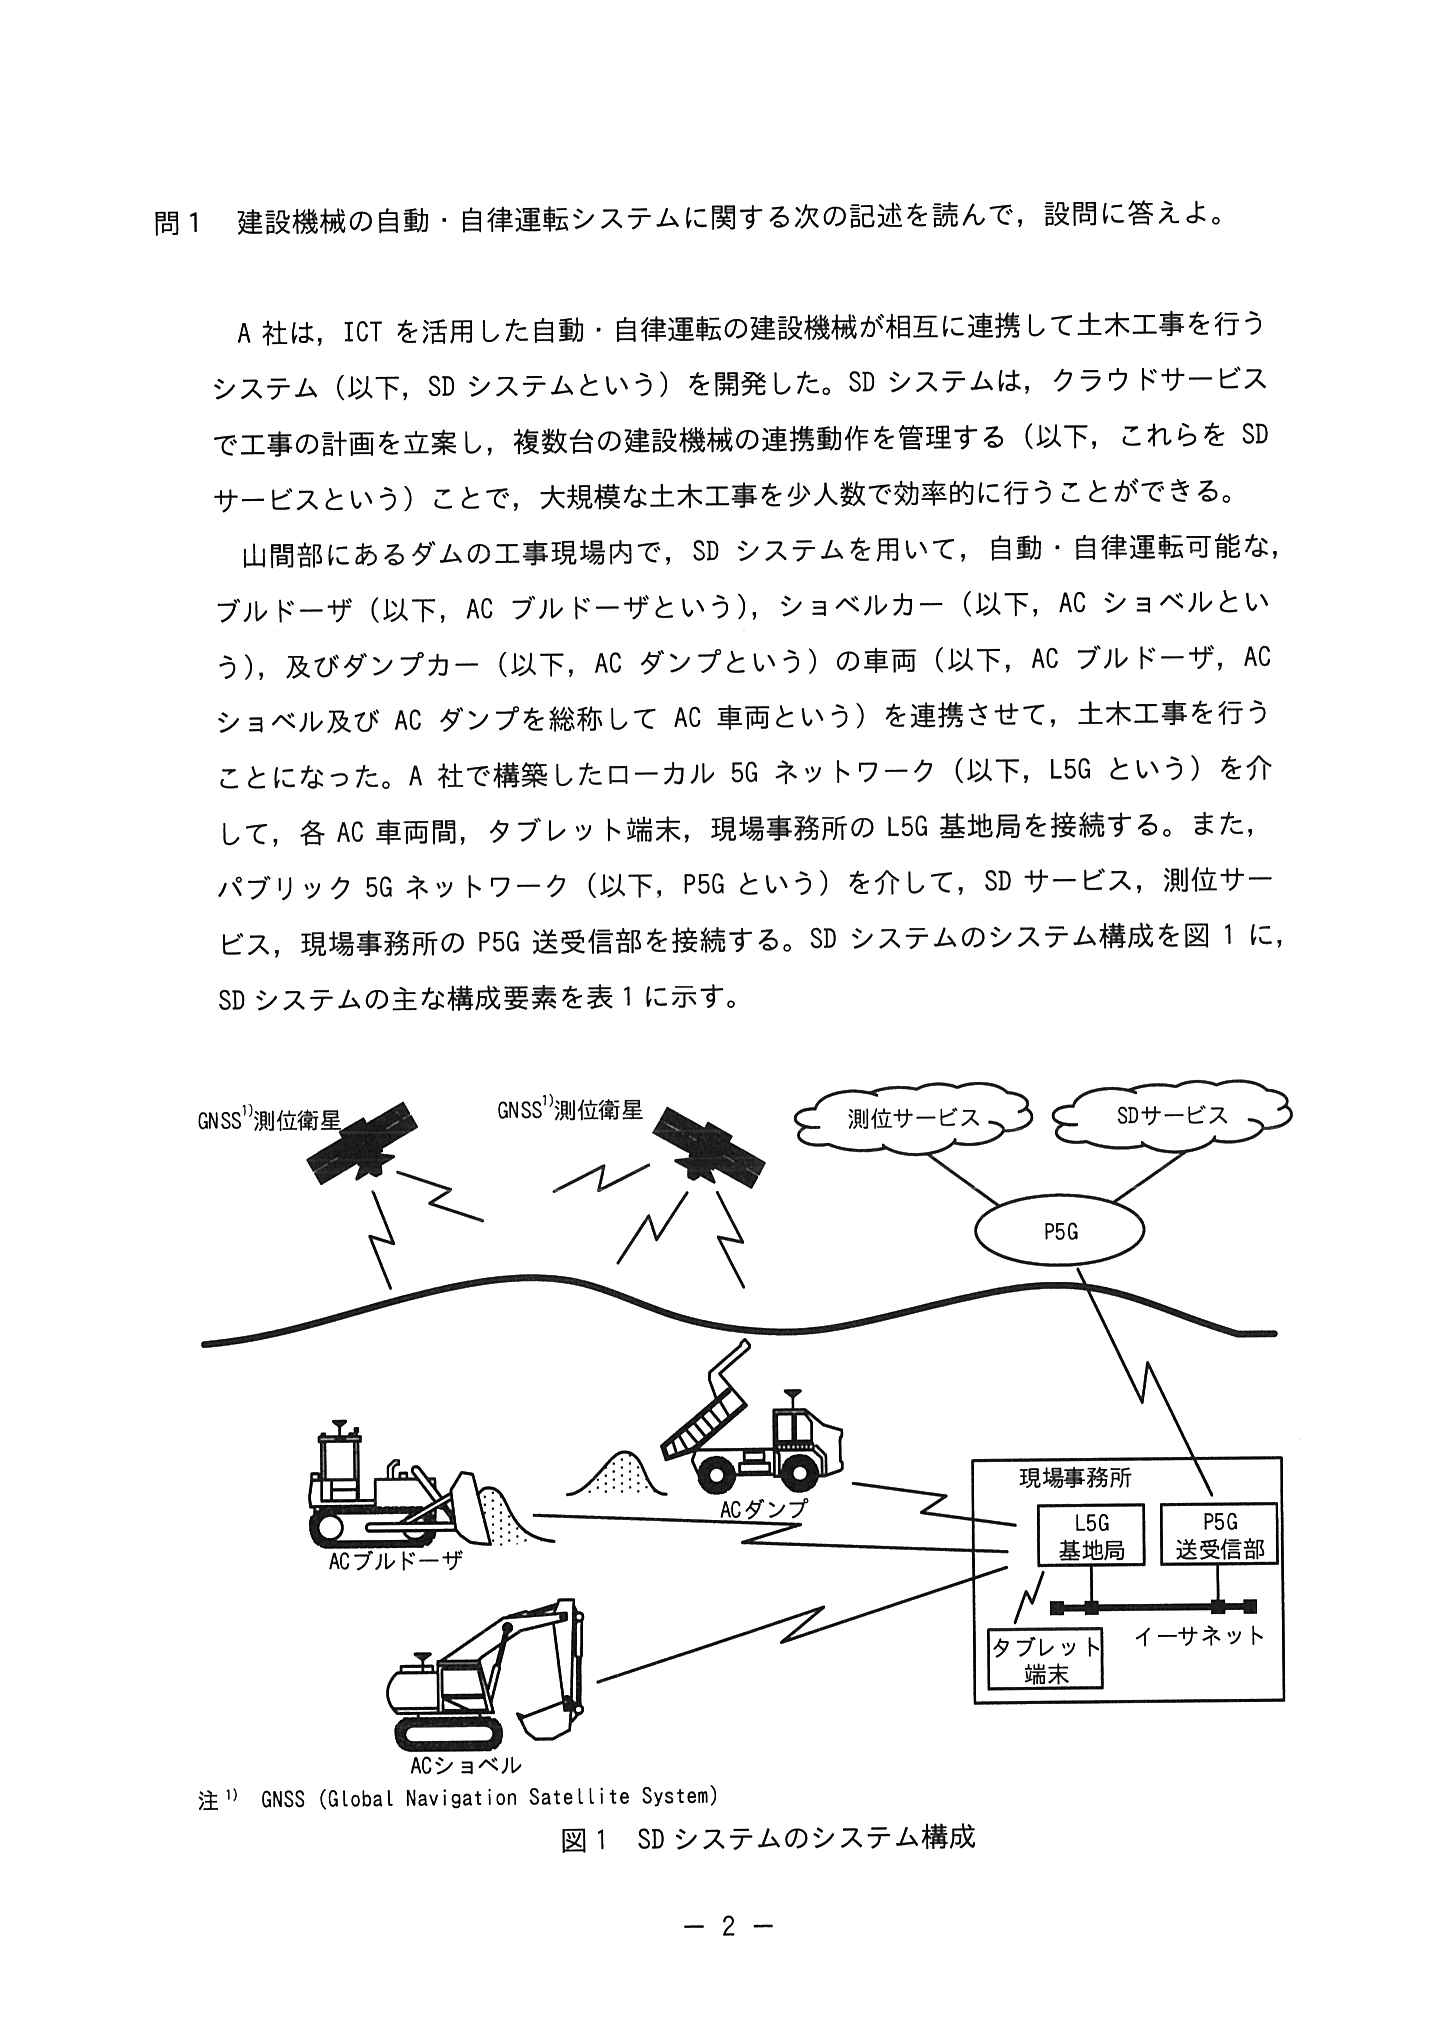 問1　建設機械の自動・自律運転システムに関する次の記述を読んで，設問に答えよ。
A 社は，ICT を活用した自動・自律運転の建設機械が相互に連携して土木工事を行う
システム（以下，SD システムという）を開発した。SD システムは，クラウドサービス
で工事の計画を立案し，複数台の建設機械の連携動作を管理する（以下，これらを SD
サービスという）ことで，大規模な土木工事を少人数で効率的に行うことができる。
山間部にあるダムの工事現場内で，SD システムを用いて，自動・自律運転可能な，
ブルドーザ（以下，AC ブルドーザという），ショベルカー（以下，AC ショベルとい
う），及びダンプカー（以下，AC ダンプという）の車両（以下，AC ブルドーザ，AC
ショベル及び AC ダンプを総称して AC 車両という）を連携させて，土木工事を行う
ことになった。A 社で構築したローカル 5G ネットワーク（以下，L5G という）を介
して，各 AC 車両間，タブレット端末，現場事務所の L5G 基地局を接続する。また，
パブリック 5G ネットワーク（以下，P5G という）を介して，SD サービス，測位サー
ビス，現場事務所の P5G 送受信部を接続する。SD システムのシステム構成を図 1 に，
SD システムの主な構成要素を表 1 に示す。
GNSS1)測位衛星
GNSS1)測位衛星
測位サービス
SDサービス
P5G
ACダンプ
ACブルドーザ
ACショベル
現場事務所
L5G
基地局
P5G
送受信部
イーサネット
タブレット
端末
注1)　GNSS（Global Navigation Satellite System）
図1　SD システムのシステム構成
－ 2 －